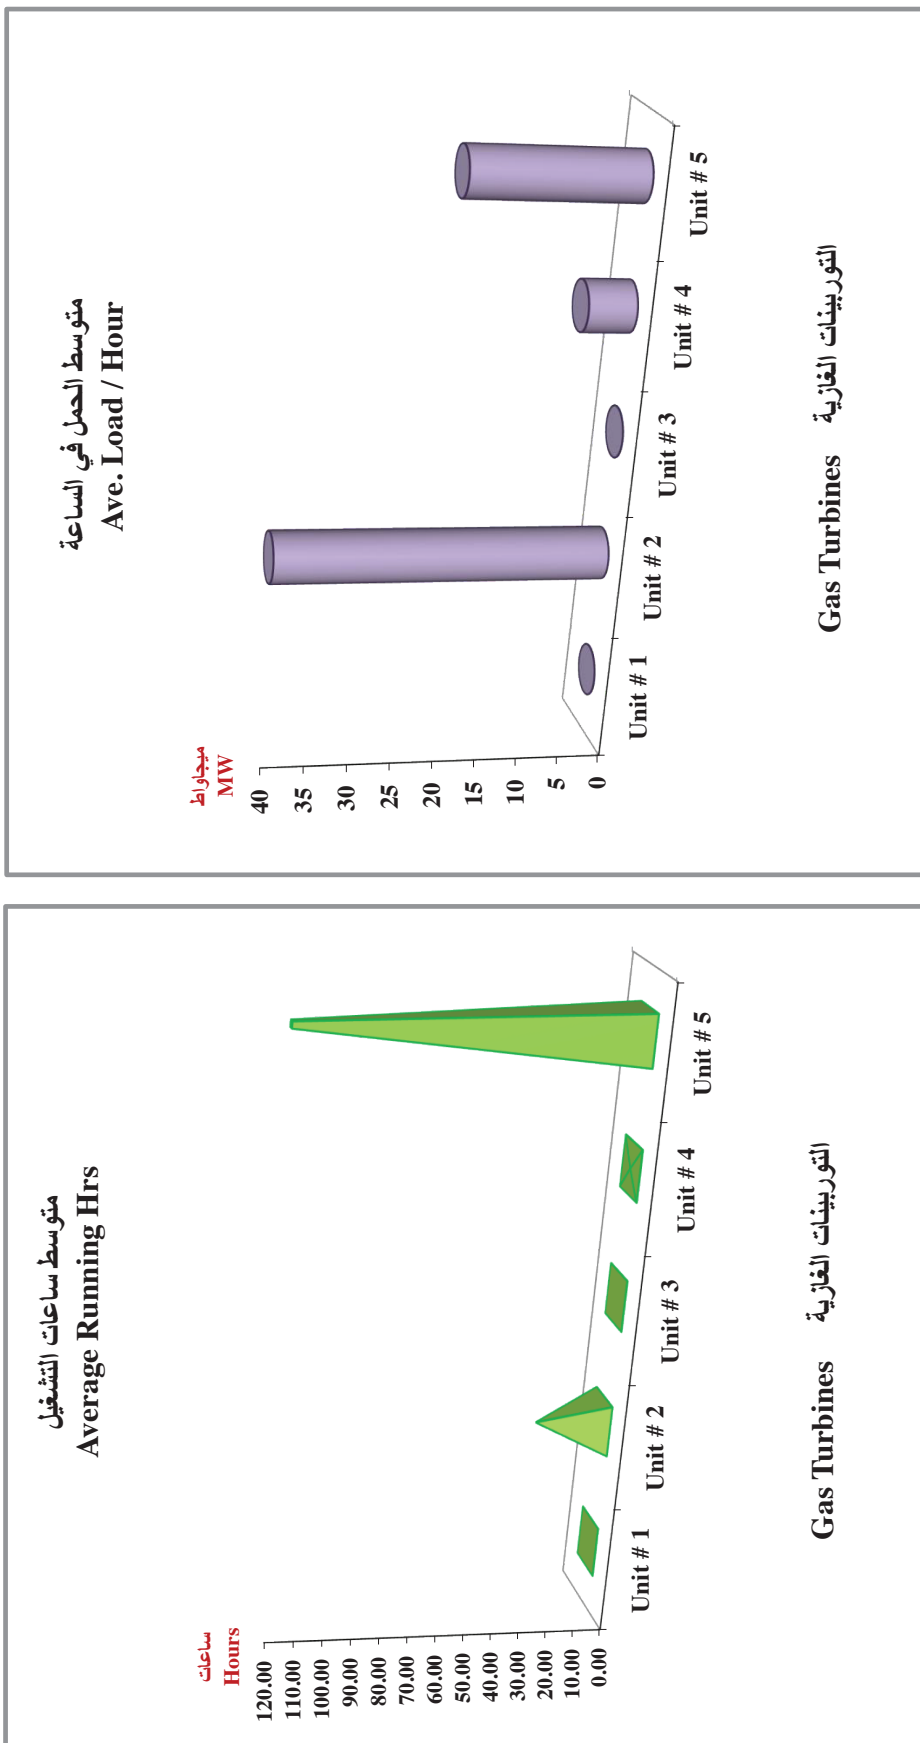 متوسط ساعات التشغيل
Average Running Hrs
ساعات
Hours
120.00
110.00
100.00
90.00
80.00
70.00
60.00
50.00
40.00
30.00
20.00
10.00
0.00
Unit # 1
Unit # 2
Unit # 3
Unit # 4
Unit # 5
Gas Turbines التوربينات الغازية
متوسط الحمل في الساعة
Ave. Load / Hour
ميجاواط
MW
40
35
30
25
20
15
10
5
0
Unit # 1
Unit # 2
Unit # 3
Unit # 4
Unit # 5
Gas Turbines التوربينات الغازية